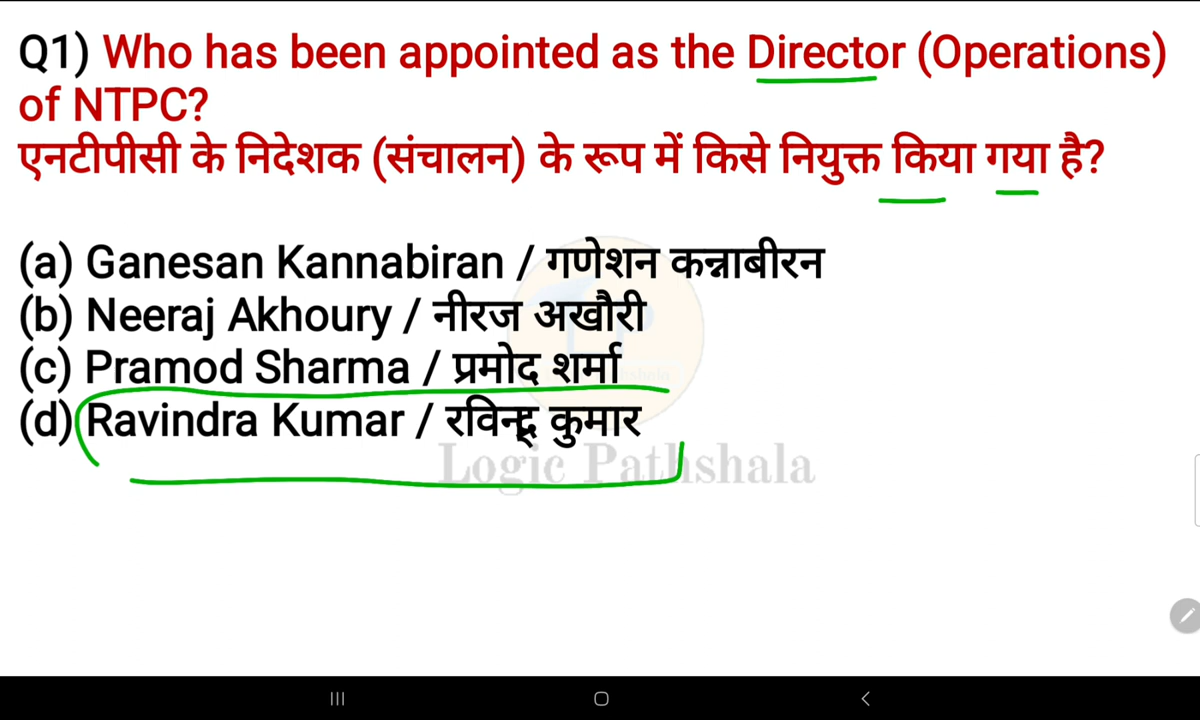 Q1) Who has been appointed as the Director (Operations)
of NTPC?
एनटीपीसी के निदेशक (संचालन) के रूप में किसे नियुक्त किया गया है?
(a) Ganesan Kannabiran / गणेशन कन्नाबीरन
(b) Neeraj Akhoury / नीरज अखौरी
(c) Pramod Sharma / प्रमोद शर्मा
(d) Ravindra Kumar / रविन्द्र कुमार
Logic Pathshala